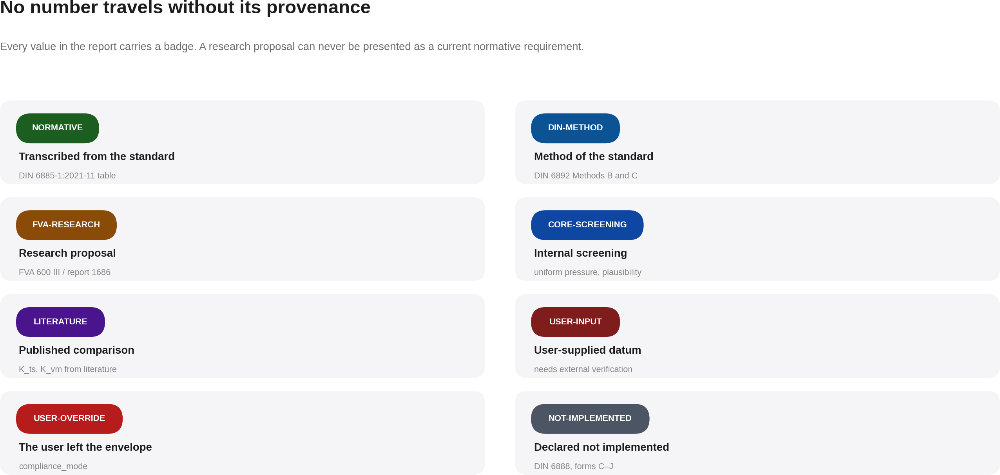 No number travels without its provenance
Every value in the report carries a badge. A research proposal can never be presented as a current normative requirement.
NORMATIVE
Transcribed from the standard
DIN 6885-1:2021-11 table
DIN-METHOD
Method of the standard
DIN 6892 Methods B and C
FVA-RESEARCH
Research proposal
FVA 600 III / report 1686
CORE-SCREENING
Internal screening
uniform pressure, plausibility
LITERATURE
Published comparison
K_ts, K_vm from literature
USER-INPUT
User-supplied datum
needs external verification
USER-OVERRIDE
The user left the envelope
compliance_mode
NOT-IMPLEMENTED
Declared not implemented
DIN 6888, forms C–J